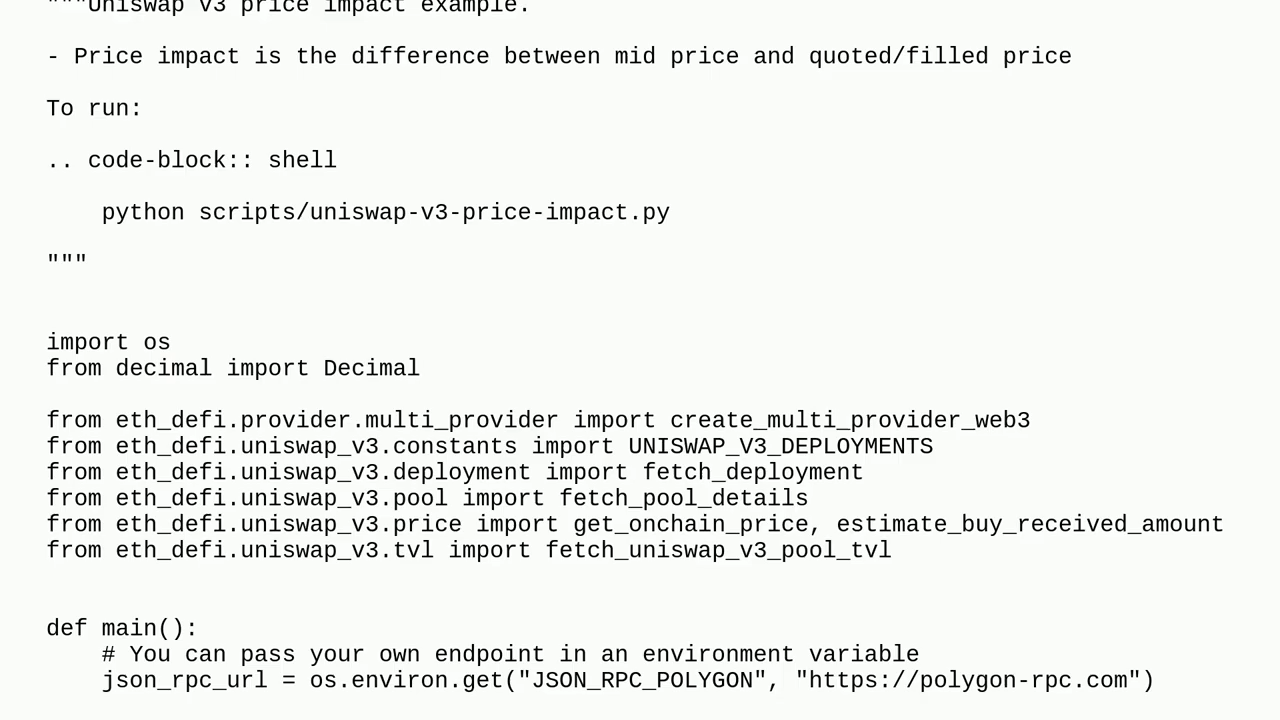 """Uniswap v3 price impact example.
- Price impact is the difference between mid price and quoted/filled price
To run:
.. code-block:: shell
    python scripts/uniswap-v3-price-impact.py
"""
import os
from decimal import Decimal
from eth_defi.provider.multi_provider import create_multi_provider_web3
from eth_defi.uniswap_v3.constants import UNISWAP_V3_DEPLOYMENTS
from eth_defi.uniswap_v3.deployment import fetch_deployment
from eth_defi.uniswap_v3.pool import fetch_pool_details
from eth_defi.uniswap_v3.price import get_onchain_price, estimate_buy_received_amount
from eth_defi.uniswap_v3.tvl import fetch_uniswap_v3_pool_tvl
def main():
    # You can pass your own endpoint in an environment variable
    json_rpc_url = os.environ.get("JSON_RPC_POLYGON", "https://polygon-rpc.com")